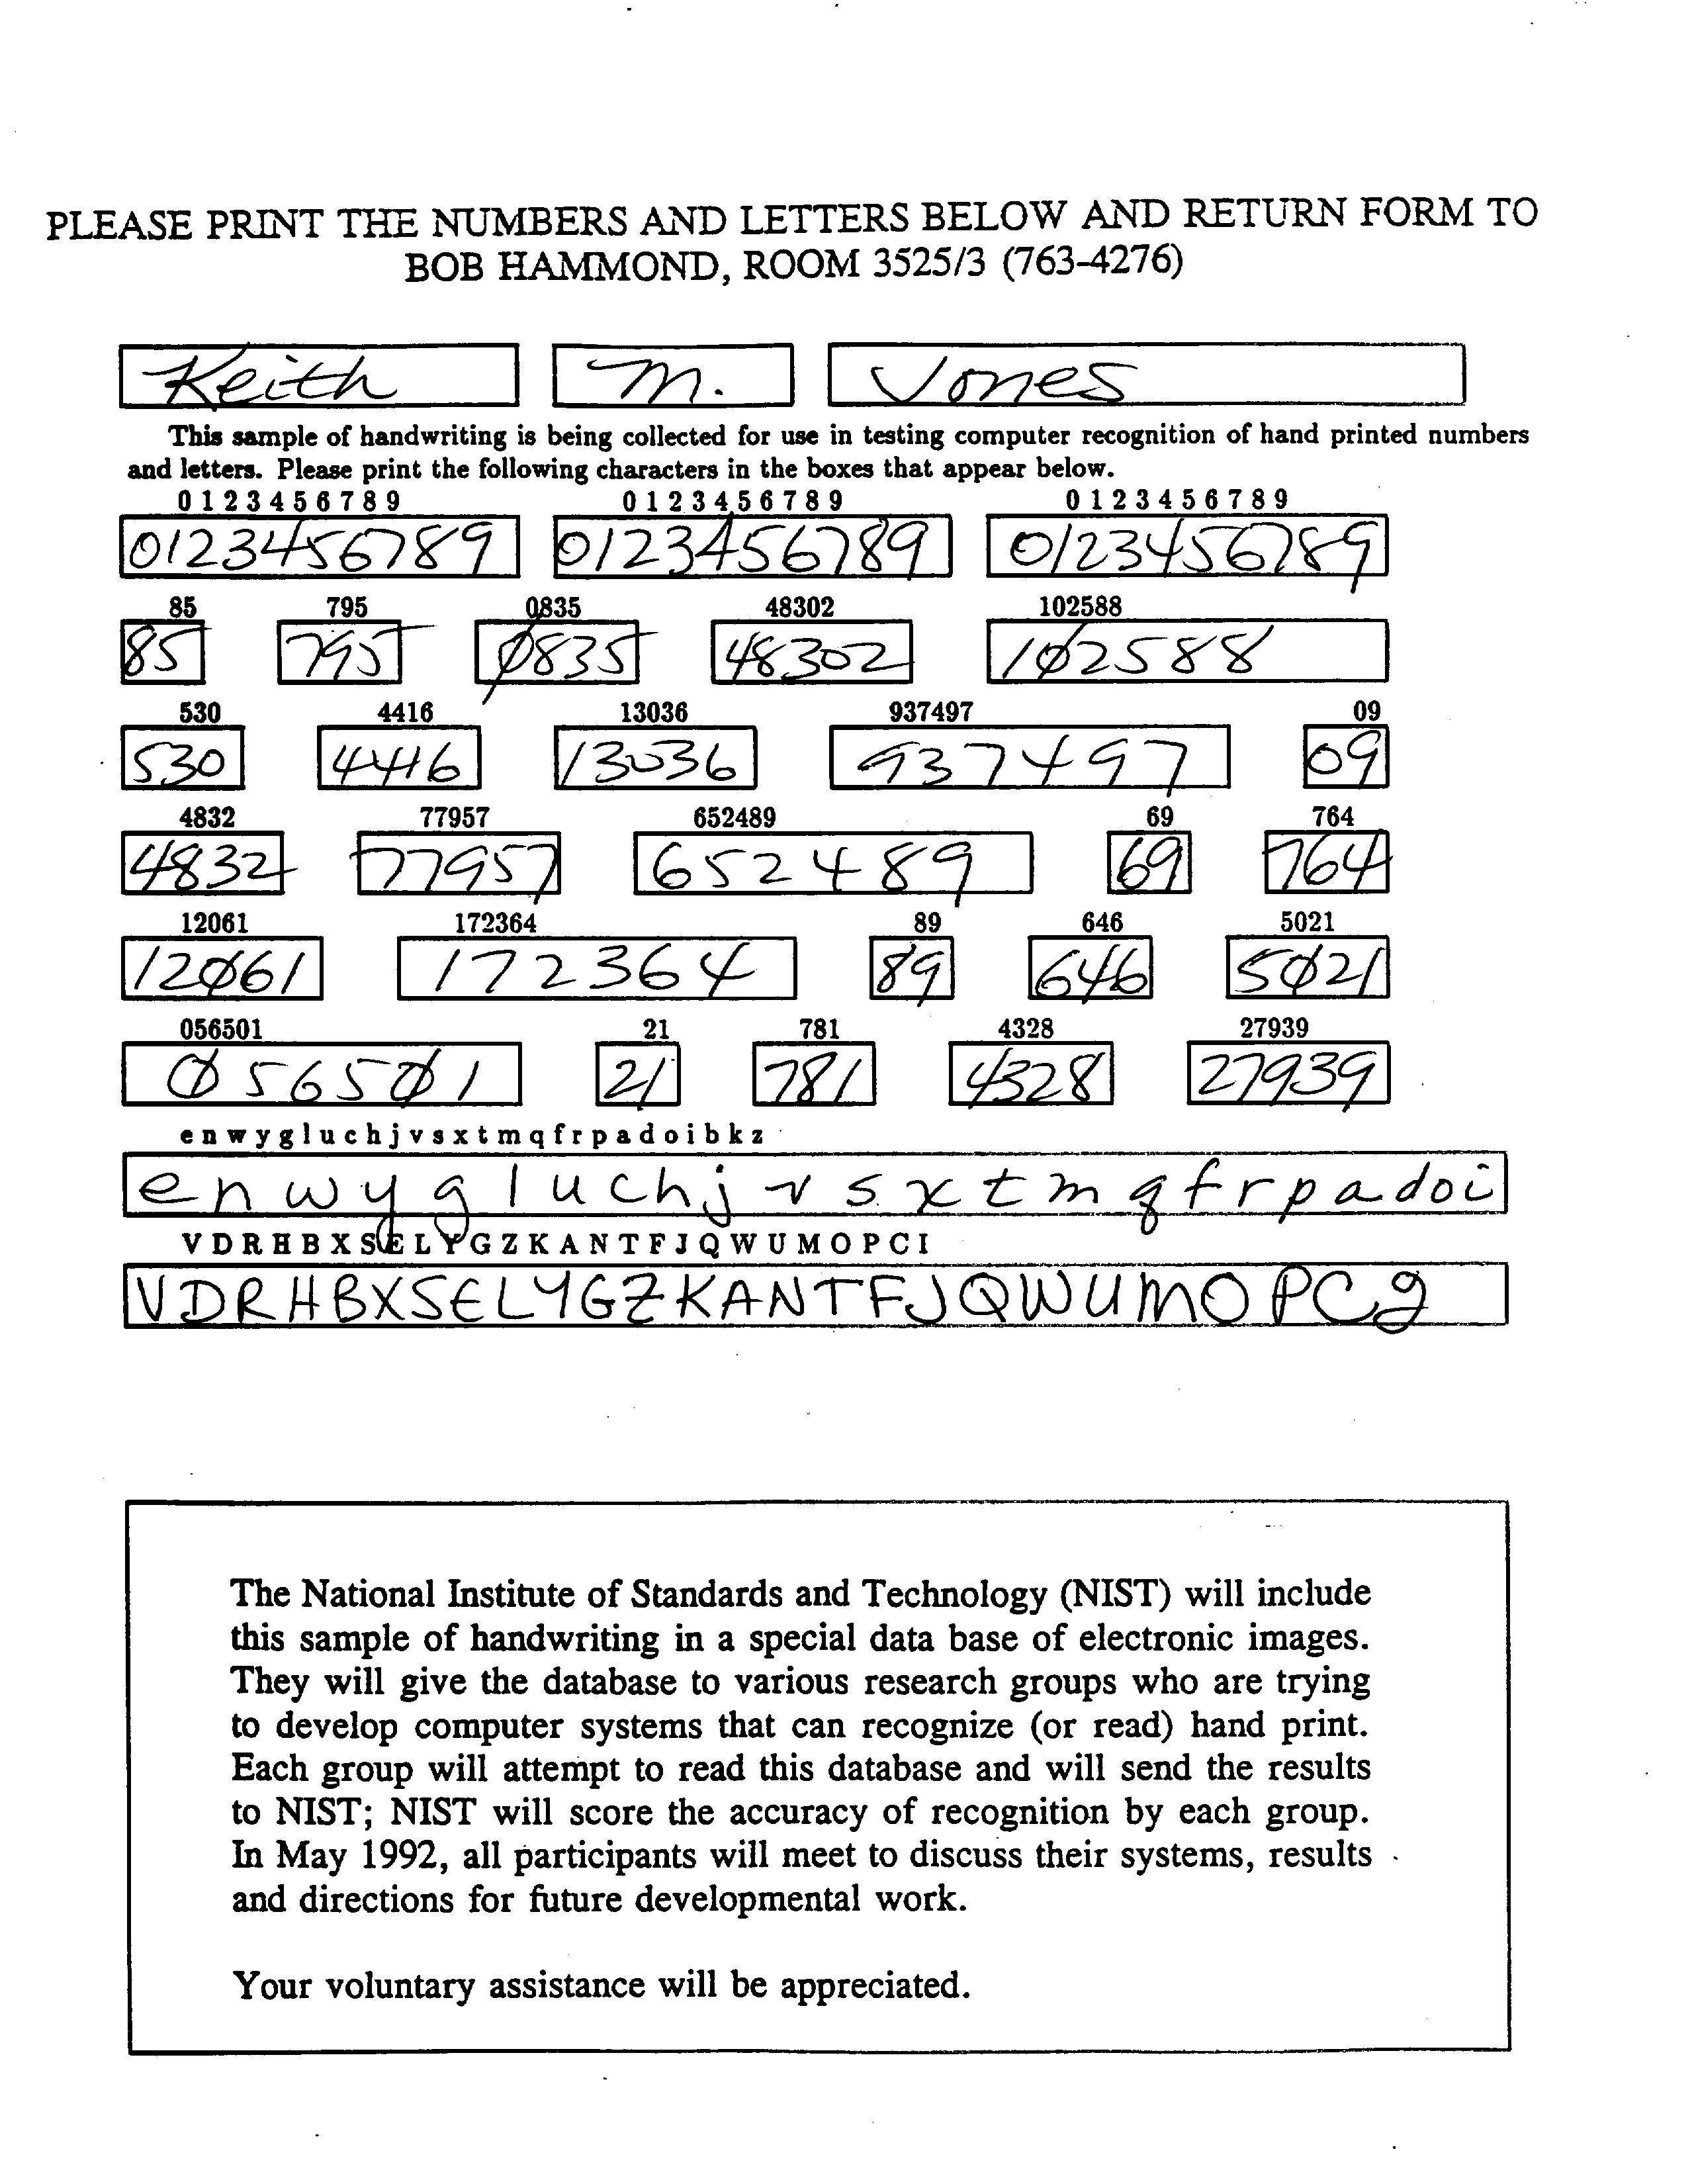 PLEASE PRINT THE NUMBERS AND LETTERS BELOW AND RETURN FORM TO
BOB HAMMOND, ROOM 3525/3 (763-4276)
Keith M. Jones
This sample of handwriting is being collected for use in testing computer recognition of hand printed numbers
and letters. Please print the following characters in the boxes that appear below.
0 1 2 3 4 5 6 7 8 9 0 1 2 3 4 5 6 7 8 9 0 1 2 3 4 5 6 7 8 9
0123456789 0123456789 0123456789
85 795 0835 48302 102588
85 795 0835 48302 102588
530 4416 13036 937497 09
530 4416 13036 937497 09
4832 77957 652489 69 764
4832 77957 652489 69 764
12061 172364 89 646 5021
12061 172364 89 646 5021
056501 21 781 4328 27939
056501 21 781 4328 27939
e n w y g l u c h j v s x t m q f r p a d o i b k z
e n w y g l u c h j v s x t m q f r p a d o i
V D R H B X S E L Y G Z K A N T F J Q W U M O P C I
V D R H B X S E L Y G Z K A N T F J Q W U M O P C I
The National Institute of Standards and Technology (NIST) will include
this sample of handwriting in a special data base of electronic images.
They will give the database to various research groups who are trying
to develop computer systems that can recognize (or read) hand print.
Each group will attempt to read this database and will send the results
to NIST; NIST will score the accuracy of recognition by each group.
In May 1992, all participants will meet to discuss their systems, results
and directions for future developmental work.
Your voluntary assistance will be appreciated.